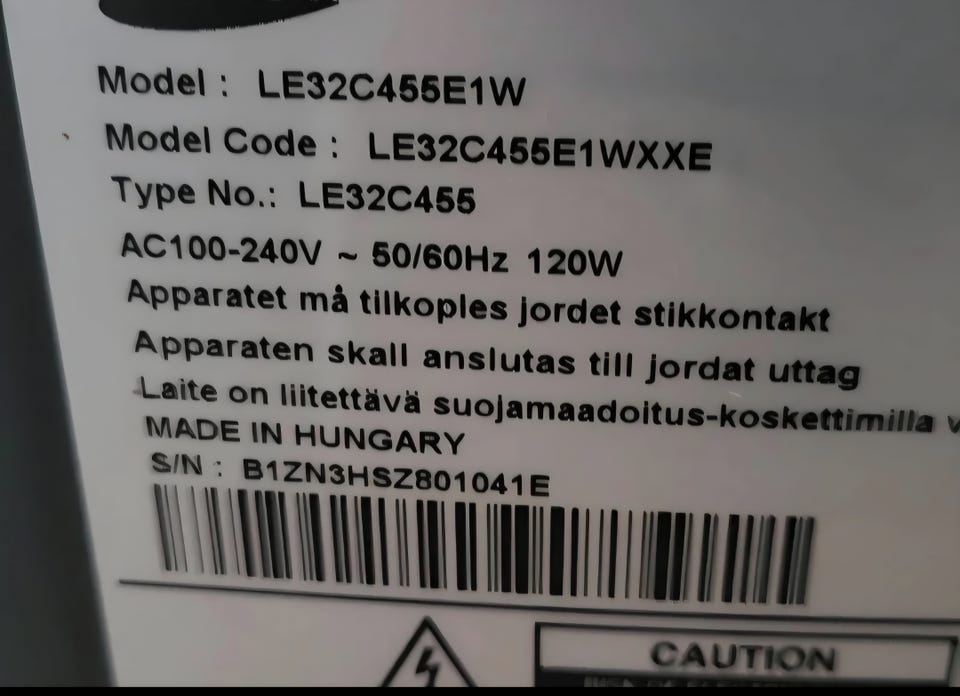 Model : LE32C455E1W
Model Code : LE32C455E1WXXE
Type No.: LE32C455
AC100-240V ~ 50/60Hz 120W
Apparatet må tilkoples jordet stikkontakt
Apparaten skall anslutas till jordat uttag
Laite on liitettävä suojamaadoitus-koskettimilla
MADE IN HUNGARY
S/N : B1ZN3HSZ801041E
CAUTION